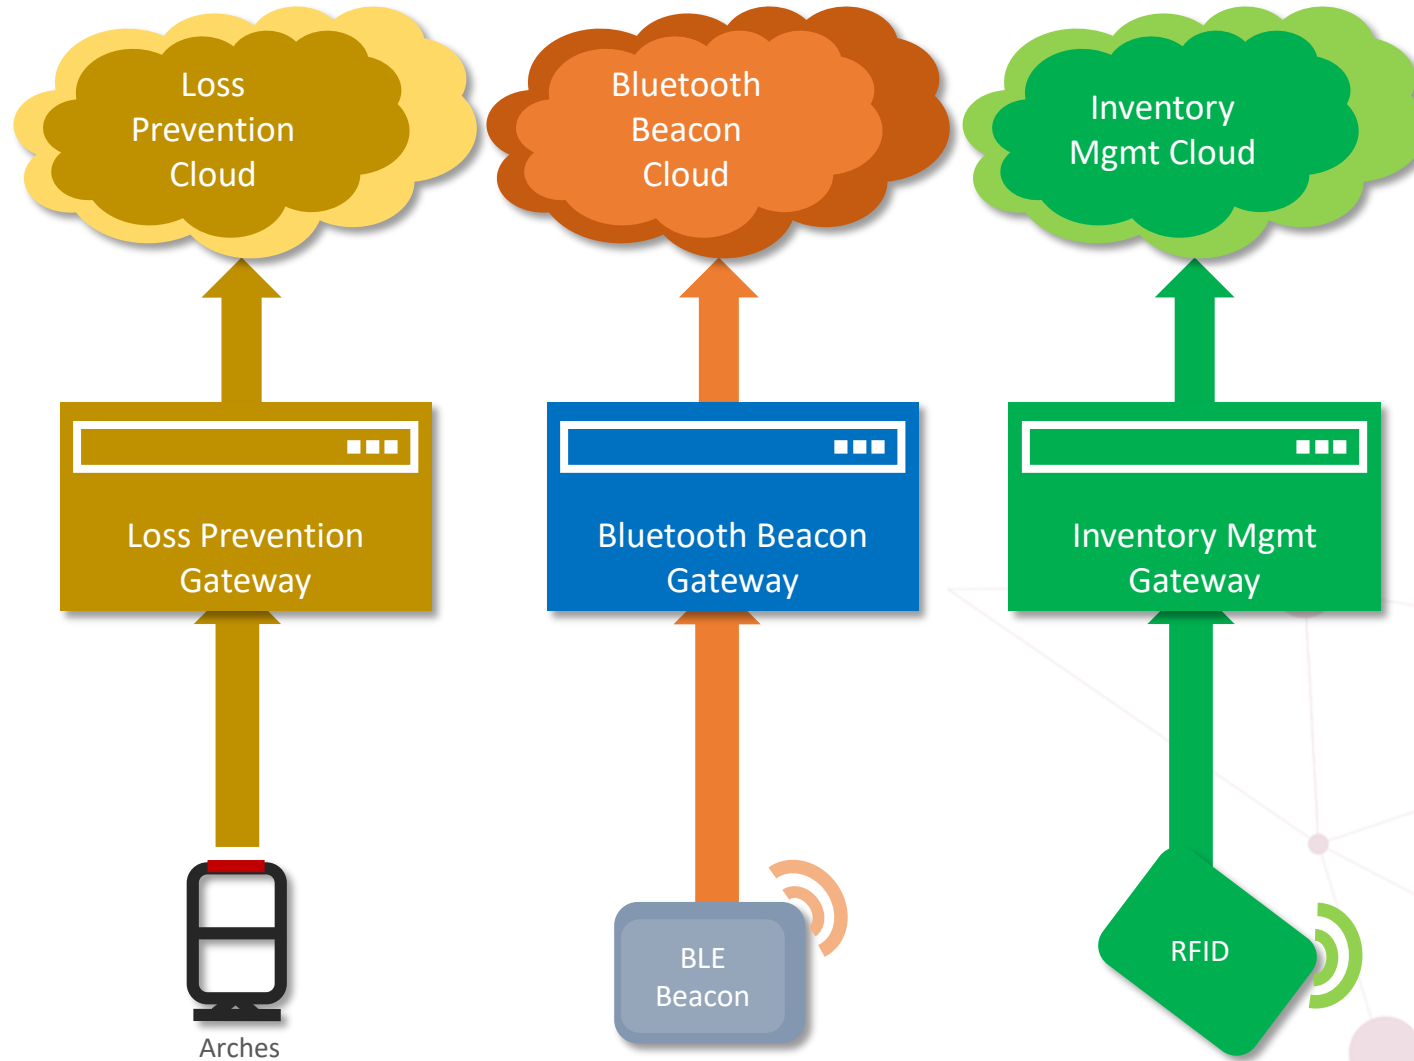 Loss
Prevention
Cloud
Bluetooth
Beacon
Cloud
Inventory
Mgmt Cloud
Loss Prevention
Gateway
Bluetooth Beacon
Gateway
Inventory Mgmt
Gateway
Arches
BLE
Beacon
RFID